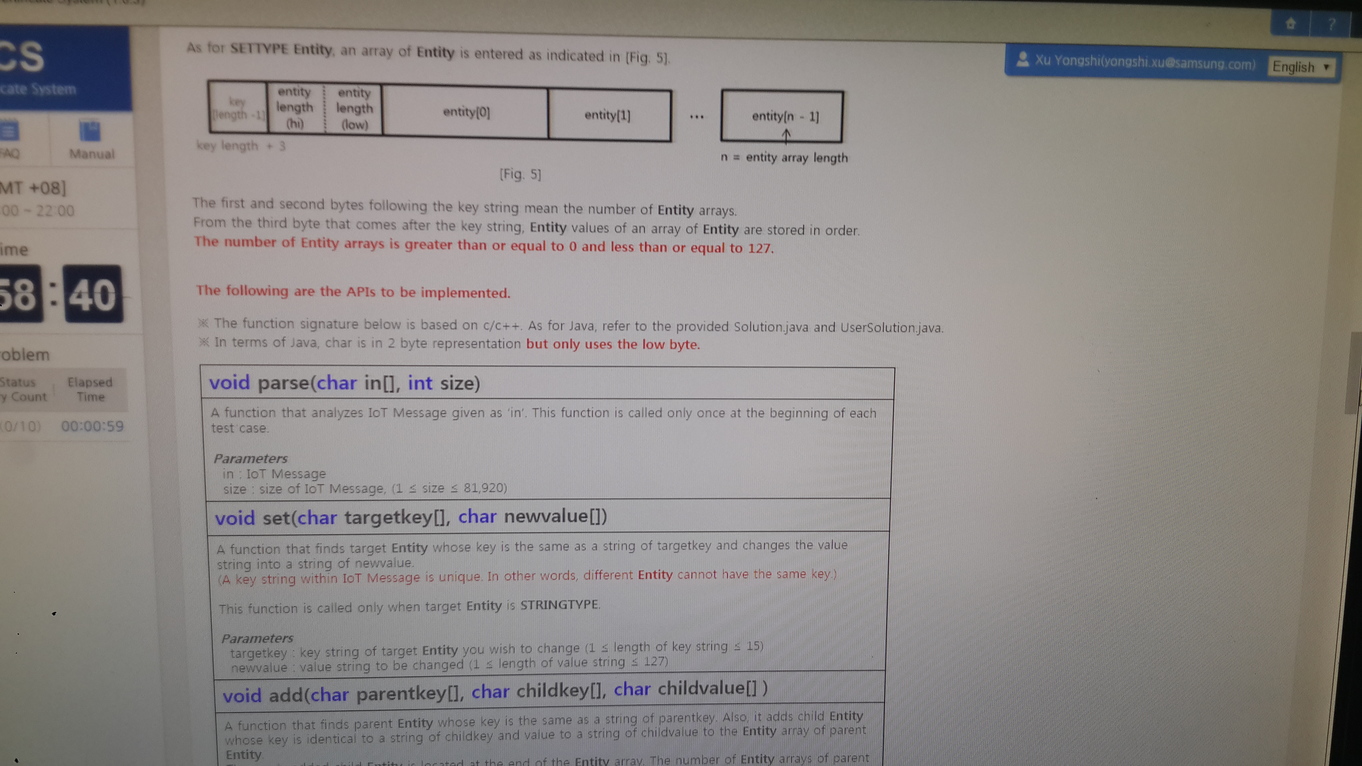 CS
cate System
FAQ
Manual
MT +08]
00 ~ 22:00
ime
58 : 40
oblem
Status
y Count
Elapsed
Time
(0/10) 00:00:59
?
Xu Yongshi(yongshi.xu@samsung.com)
English
As for SETTYPE Entity, an array of Entity is entered as indicated in [Fig. 5].
key
[length -1]
entity
length
(hi)
entity
length
(low)
entity[0]
entity[1]
...
entity[n - 1]
key length + 3
n = entity array length
[Fig. 5]
The first and second bytes following the key string mean the number of Entity arrays.
From the third byte that comes after the key string, Entity values of an array of Entity are stored in order.
The number of Entity arrays is greater than or equal to 0 and less than or equal to 127.
The following are the APIs to be implemented.
※ The function signature below is based on c/c++. As for Java, refer to the provided Solution.java and UserSolution.java.
※ In terms of Java, char is in 2 byte representation but only uses the low byte.
void parse(char in[], int size)
A function that analyzes IoT Message given as 'in'. This function is called only once at the beginning of each
test case.
Parameters
in : IoT Message
size : size of IoT Message, (1 ≤ size ≤ 81,920)
void set(char targetkey[], char newvalue[])
A function that finds target Entity whose key is the same as a string of targetkey and changes the value
string into a string of newvalue.
(A key string within IoT Message is unique. In other words, different Entity cannot have the same key.)
This function is called only when target Entity is STRINGTYPE.
Parameters
targetkey : key string of target Entity you wish to change (1 ≤ length of key string ≤ 15)
newvalue : value string to be changed (1 ≤ length of value string ≤ 127)
void add(char parentkey[], char childkey[], char childvalue[] )
A function that finds parent Entity whose key is the same as a string of parentkey. Also, it adds child Entity
whose key is identical to a string of childkey and value to a string of childvalue to the Entity array of parent
Entity.
child Entity is located at the end of the Entity array. The number of Entity arrays of parent